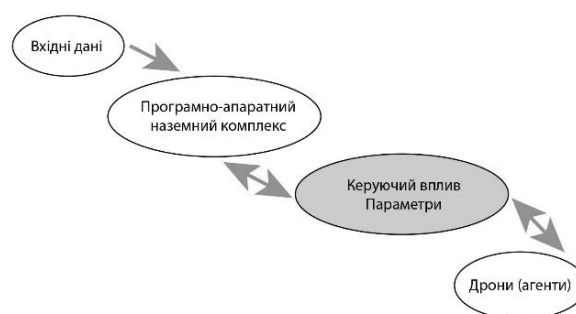 Вхідні дані
Програмно-апаратний
наземний комплекс
Керуючий вплив
Параметри
Дрони (агенти)